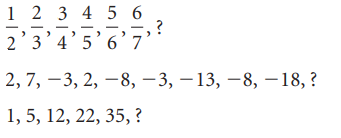 1/2, 2/3, 3/4, 4/5, 5/6, 6/7, ?
2, 7, −3, 2, −8, −3, −13, −8, −18, ?
1, 5, 12, 22, 35, ?